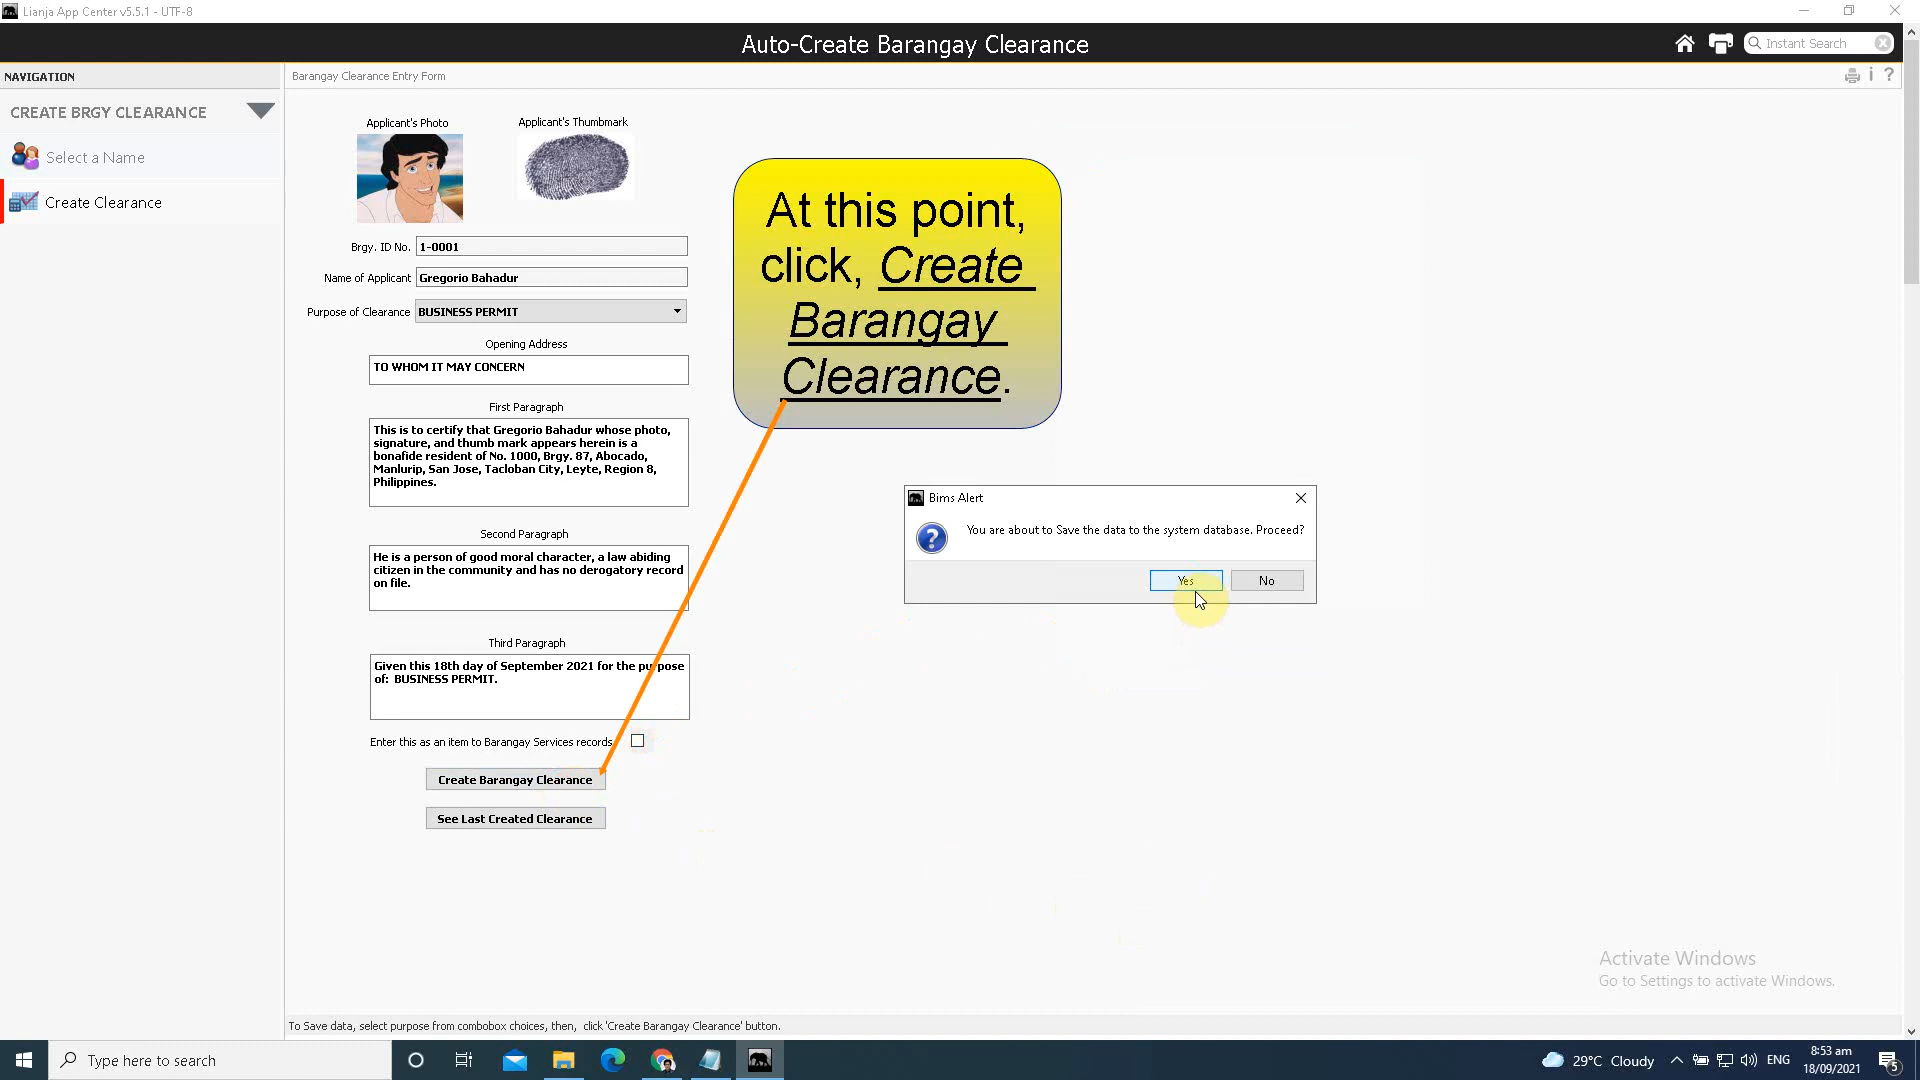 Lianja App Center v5.5.1 - UTF-8
Auto-Create Barangay Clearance
Instant Search
NAVIGATION
Barangay Clearance Entry Form
CREATE BRGY CLEARANCE
Select a Name
Create Clearance
Applicant's Photo
Applicant's Thumbmark
Brgy. ID No.
1-0001
Name of Applicant
Gregorio Bahadur
Purpose of Clearance
BUSINESS PERMIT
Opening Address
TO WHOM IT MAY CONCERN
First Paragraph
This is to certify that Gregorio Bahadur whose photo,
signature, and thumb mark appears herein is a
bonafide resident of No. 1000, Brgy. 87, Abocado,
Manlurip, San Jose, Tacloban City, Leyte, Region 8,
Philippines.
Second Paragraph
He is a person of good moral character, a law abiding
citizen in the community and has no derogatory record
on file.
Third Paragraph
Given this 18th day of September 2021 for the purpose
of: BUSINESS PERMIT.
Enter this as an item to Barangay Services records
Create Barangay Clearance
See Last Created Clearance
At this point,
click, Create
Barangay
Clearance.
Bims Alert
You are about to Save the data to the system database. Proceed?
Yes
No
Activate Windows
Go to Settings to activate Windows.
To Save data, select purpose from combobox choices, then, click 'Create Barangay Clearance' button.
Type here to search
29°C Cloudy
ENG
8:53 am
18/09/2021
5